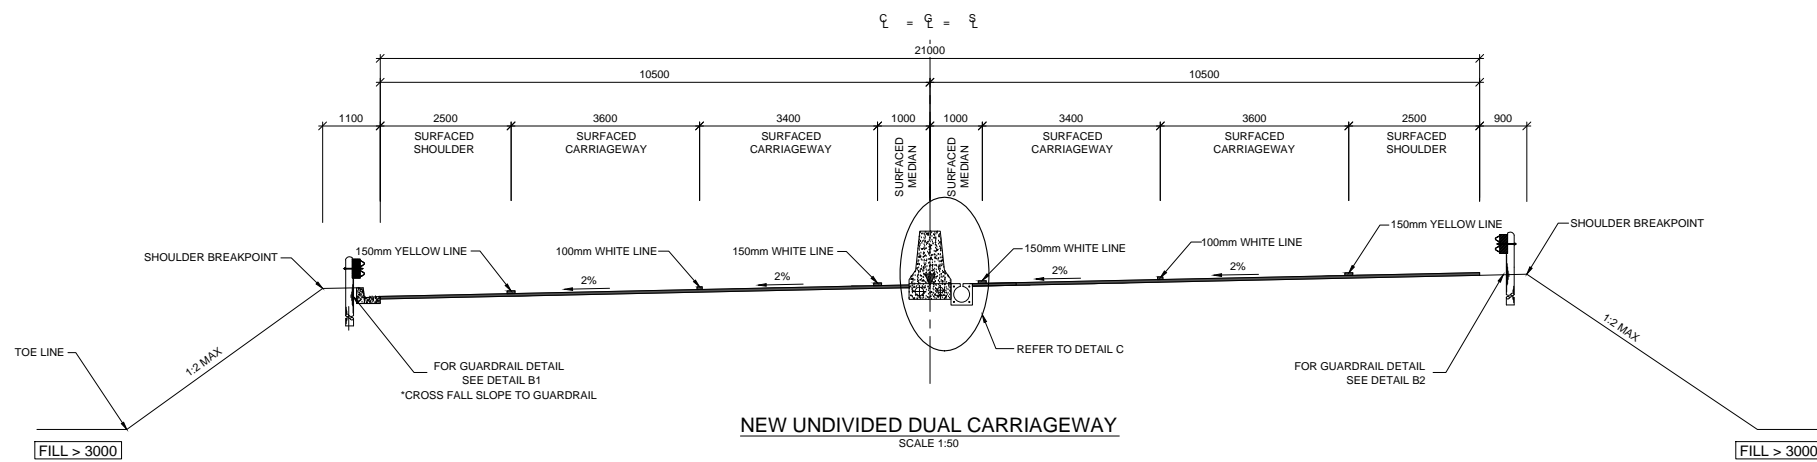 CL = GL = SL
21000
10500 10500
1100 2500 3600 3400 1000 1000 3400 3600 2500 900
SURFACED SHOULDER
SURFACED CARRIAGEWAY
SURFACED CARRIAGEWAY
SURFACED MEDIAN
SURFACED MEDIAN
SURFACED CARRIAGEWAY
SURFACED CARRIAGEWAY
SURFACED SHOULDER
SHOULDER BREAKPOINT
150mm YELLOW LINE
100mm WHITE LINE
150mm WHITE LINE
150mm WHITE LINE
100mm WHITE LINE
150mm YELLOW LINE
SHOULDER BREAKPOINT
2% 2% 2% 2%
TOE LINE
1:2 MAX
FOR GUARDRAIL DETAIL
SEE DETAIL B1
*CROSS FALL SLOPE TO GUARDRAIL
REFER TO DETAIL C
FOR GUARDRAIL DETAIL
SEE DETAIL B2
1:2 MAX
NEW UNDIVIDED DUAL CARRIAGEWAY
SCALE 1:50
FILL > 3000
FILL > 3000